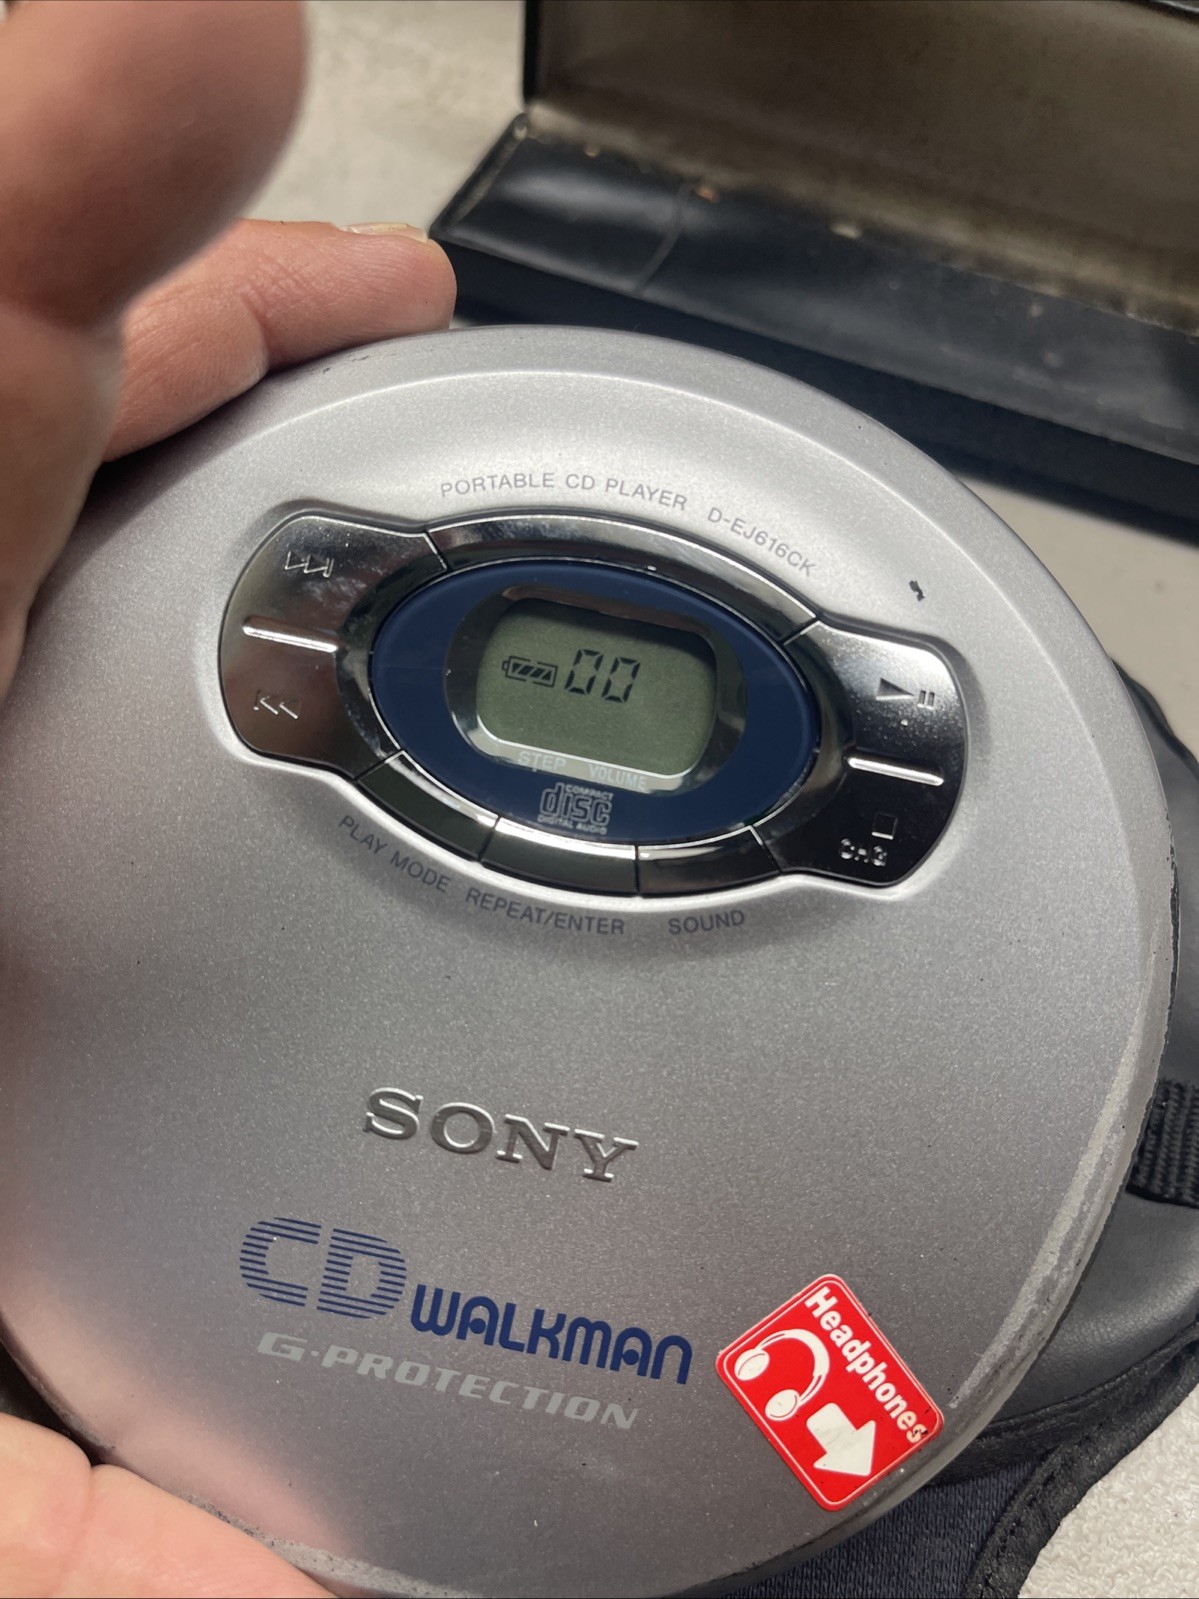 PORTABLE CD PLAYER D-EJ616CK
00
STEP VOLUME
COMPACT
disc
DIGITAL AUDIO
CHG
PLAY MODE
REPEAT/ENTER
SOUND
SONY
CD WALKMAN
G-PROTECTION
Headphones